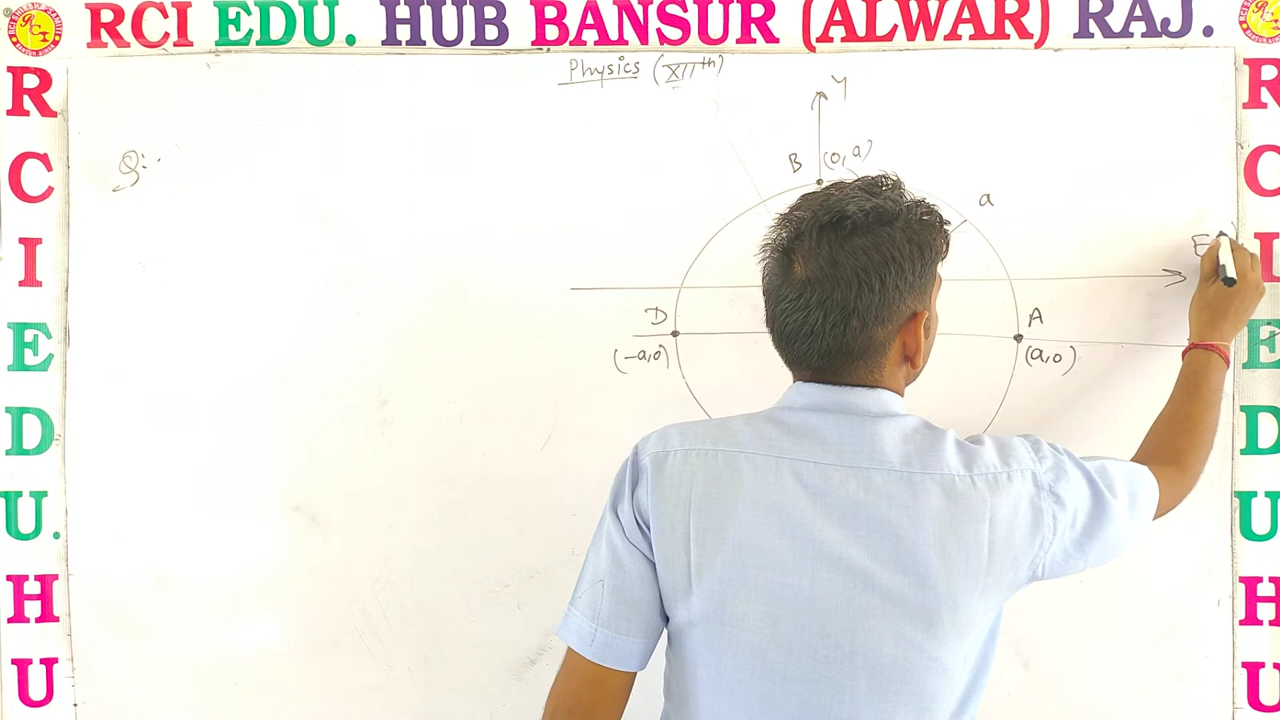 RCI EDU. HUB BANSUR (ALWAR) RAJ.
R
C
I
E
D
U.
H
U
R
C
I
E
D
U
H
U
Physics (XIIth)
Q:-
Y
B (0, a)
a
E
D
A
(-a,0)
(a,0)